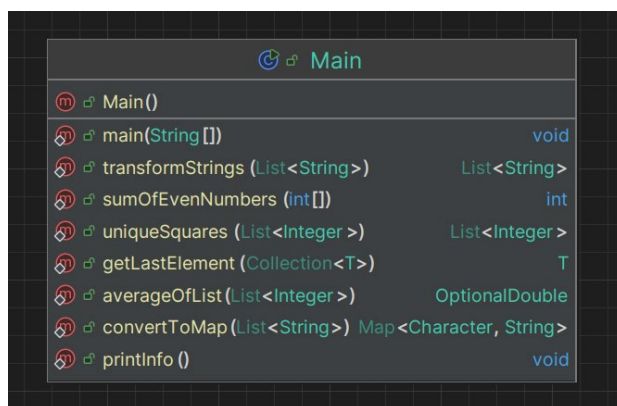 Main
Main()
main(String[]) void
transformStrings(List<String>) List<String>
sumOfEvenNumbers(int[]) int
uniqueSquares(List<Integer>) List<Integer>
getLastElement(Collection<T>) T
averageOfList(List<Integer>) OptionalDouble
convertToMap(List<String>) Map<Character, String>
printInfo() void